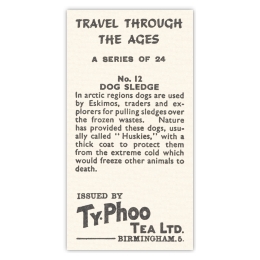 TRAVEL THROUGH
THE AGES
A SERIES OF 24
No. 12
DOG SLEDGE
In arctic regions dogs are used
by Eskimos, traders and ex-
plorers for pulling sledges over
the frozen wastes. Nature
has provided these dogs, usu-
ally called "Huskies," with a
thick coat to protect them
from the extreme cold which
would freeze other animals to
death.
ISSUED BY
Ty·Phoo
TEA LTD.
BIRMINGHAM.5.